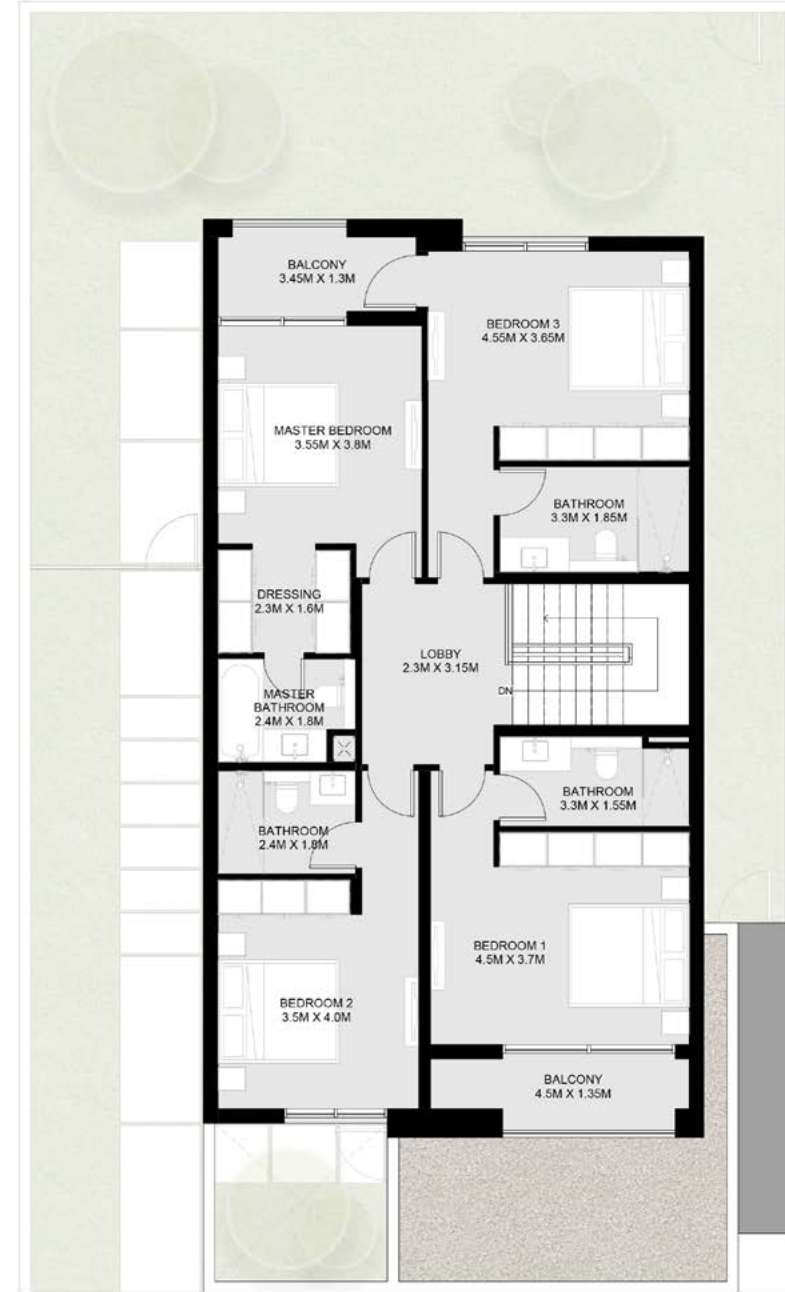 BALCONY
3.45M X 1.3M
BEDROOM 3
4.55M X 3.65M
MASTER BEDROOM
3.55M X 3.8M
BATHROOM
3.3M X 1.85M
DRESSING
2.3M X 1.6M
LOBBY
2.3M X 3.15M
DN
MASTER
BATHROOM
2.4M X 1.8M
BATHROOM
3.3M X 1.55M
BATHROOM
2.4M X 1.8M
BEDROOM 1
4.5M X 3.7M
BEDROOM 2
3.5M X 4.0M
BALCONY
4.5M X 1.35M